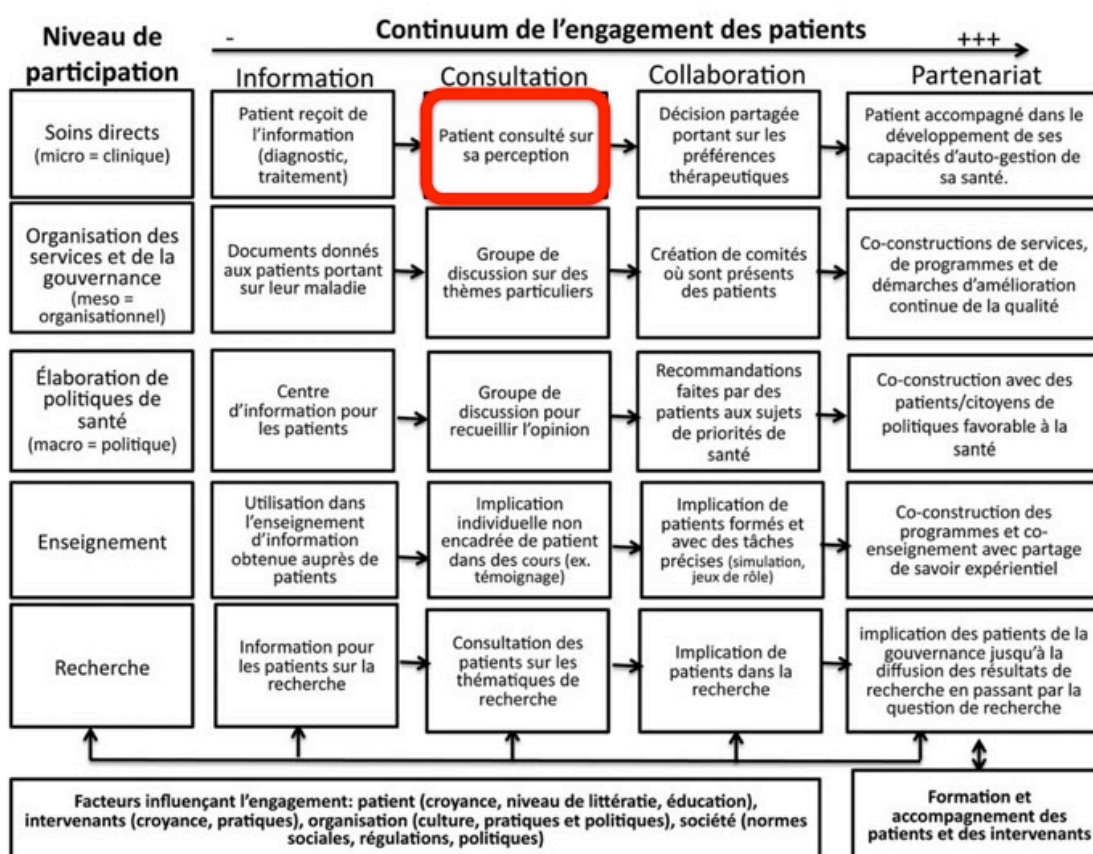 Niveau de
participation
- Continuum de l'engagement des patients +++
Information
Consultation
Collaboration
Partenariat
Soins directs
(micro = clinique)
Patient reçoit de
l'information
(diagnostic,
traitement)
Patient consulté sur
sa perception
Décision partagée
portant sur les
préférences
thérapeutiques
Patient accompagné dans le
développement de ses
capacités d'auto-gestion de
sa santé.
Organisation des
services et de la
gouvernance
(meso =
organisationnel)
Documents donnés
aux patients portant
sur leur maladie
Groupe de
discussion sur des
thèmes particuliers
Création de comités
où sont présents
des patients
Co-constructions de services,
de programmes et de
démarches d'amélioration
continue de la qualité
Élaboration de
politiques de
santé
(macro = politique)
Centre
d'information pour
les patients
Groupe de
discussion pour
recueillir l'opinion
Recommandations
faites par des
patients aux sujets
de priorités de
santé
Co-construction avec des
patients/citoyens de
politiques favorable à la
santé
Enseignement
Utilisation dans
l'enseignement
d'information
obtenue auprès de
patients
Implication
individuelle non
encadrée de patient
dans des cours (ex.
témoignage)
Implication de
patients formés et
avec des tâches
précises (simulation,
jeux de rôle)
Co-construction des
programmes et co-
enseignement avec partage
de savoir expérientiel
Recherche
Information pour
les patients sur la
recherche
Consultation des
patients sur les
thématiques de
recherche
Implication de
patients dans la
recherche
implication des patients de la
gouvernance jusqu'à la
diffusion des résultats de
recherche en passant par la
question de recherche
Facteurs influençant l'engagement: patient (croyance, niveau de littératie, éducation),
intervenants (croyance, pratiques), organisation (culture, pratiques et politiques), société (normes
sociales, régulations, politiques)
Formation et
accompagnement des
patients et des intervenants